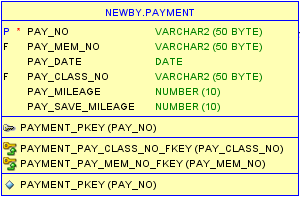 NEWBY.PAYMENT
P * PAY_NO VARCHAR2 (50 BYTE)
F PAY_MEM_NO VARCHAR2 (50 BYTE)
PAY_DATE DATE
F PAY_CLASS_NO VARCHAR2 (50 BYTE)
PAY_MILEAGE NUMBER (10)
PAY_SAVE_MILEAGE NUMBER (10)
PAYMENT_PKEY (PAY_NO)
PAYMENT_PAY_CLASS_NO_FKEY (PAY_CLASS_NO)
PAYMENT_PAY_MEM_NO_FKEY (PAY_MEM_NO)
PAYMENT_PKEY (PAY_NO)